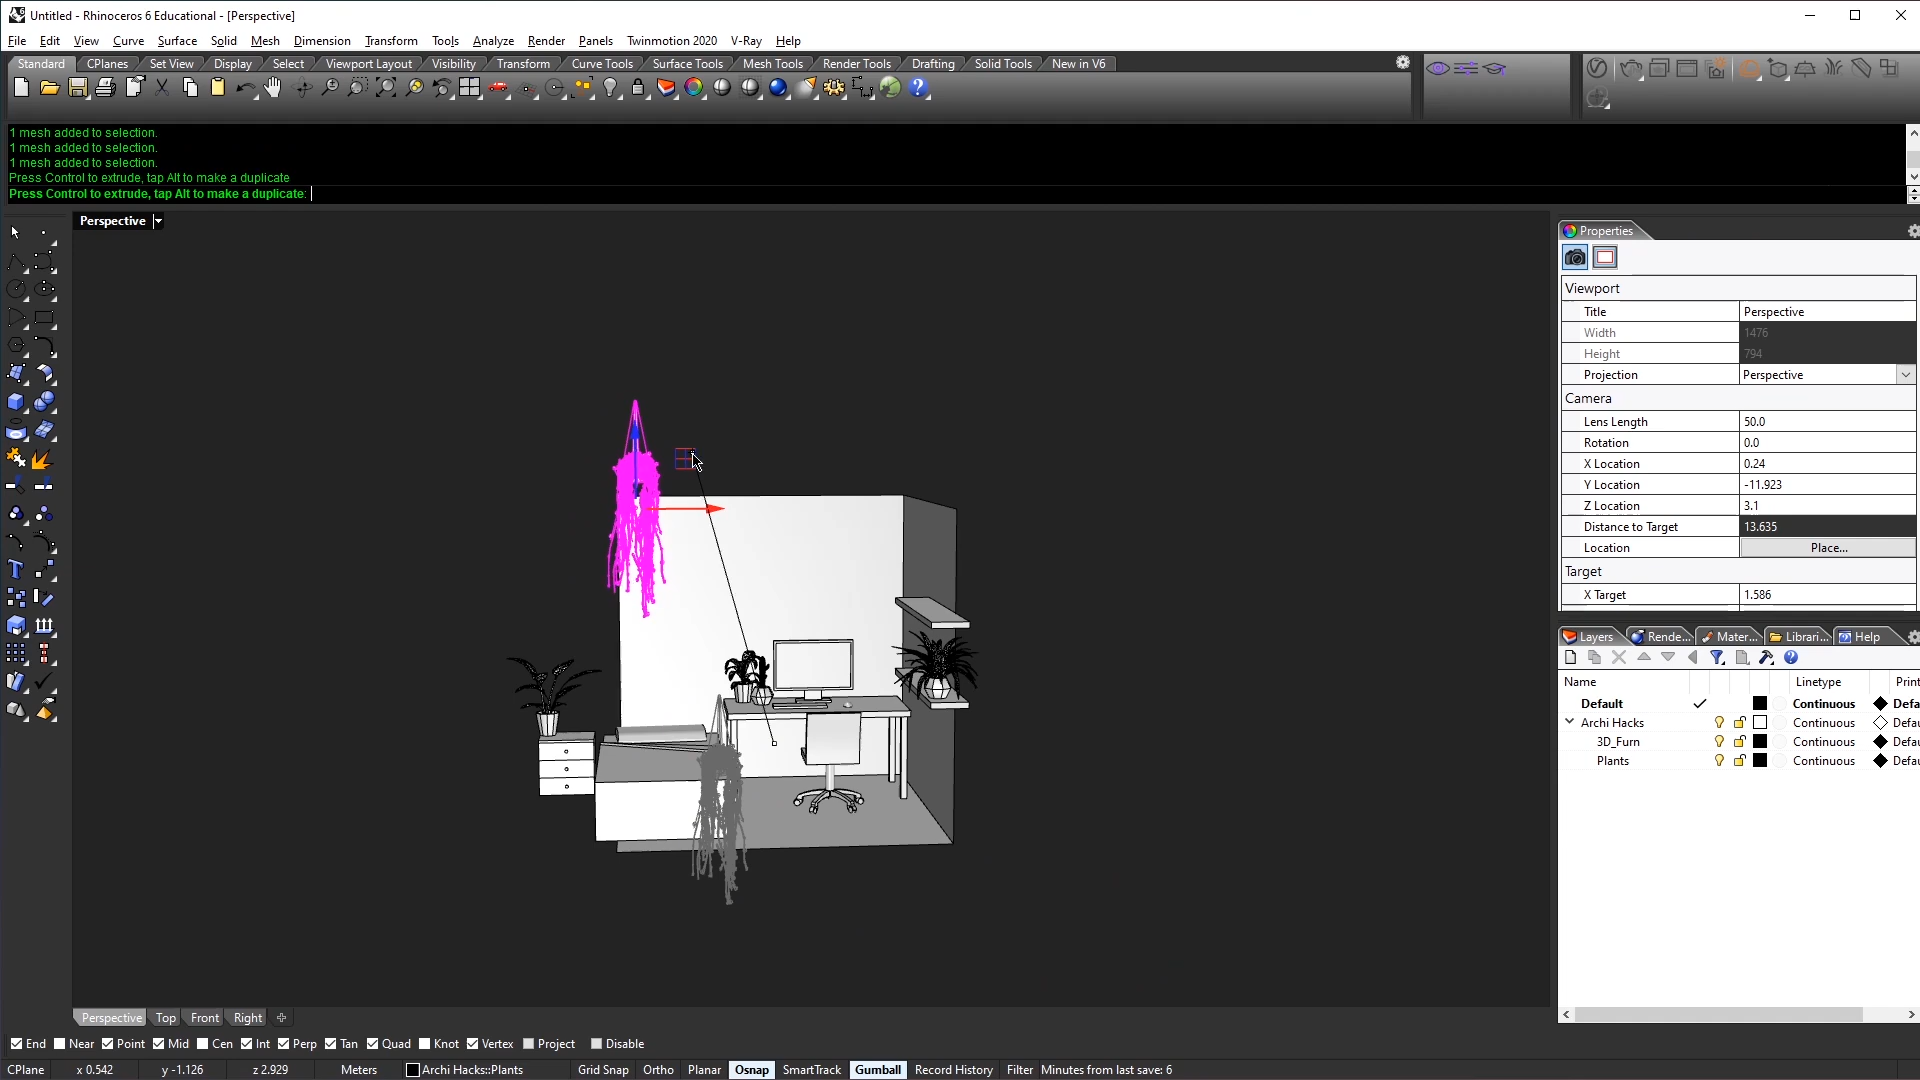 Untitled - Rhinoceros 6 Educational - [Perspective]
File Edit View Curve Surface Solid Mesh Dimension Transform Tools Analyze Render Panels Twinmotion 2020 V-Ray Help
Standard CPlanes Set View Display Select Viewport Layout Visibility Transform Curve Tools Surface Tools Mesh Tools Render Tools Drafting Solid Tools New in V6
1 mesh added to selection.
1 mesh added to selection.
1 mesh added to selection.
Press Control to extrude, tap Alt to make a duplicate
Press Control to extrude, tap Alt to make a duplicate:
Perspective
Properties
Viewport
Title Perspective
Width 1476
Height 794
Projection Perspective
Camera
Lens Length 50.0
Rotation 0.0
X Location 0.24
Y Location -11.923
Z Location 3.1
Distance to Target 13.635
Location Place...
Target
X Target 1.586
Layers Rende... Mater... Librari... Help
Name Linetype Print
Default Continuous Defa
Archi Hacks Continuous Defau
3D_Furn Continuous Defau
Plants Continuous Defau
Perspective Top Front Right
End Near Point Mid Cen Int Perp Tan Quad Knot Vertex Project Disable
CPlane x 0.542 y -1.126 z 2.929 Meters Archi Hacks::Plants Grid Snap Ortho Planar Osnap SmartTrack Gumball Record History Filter Minutes from last save: 6